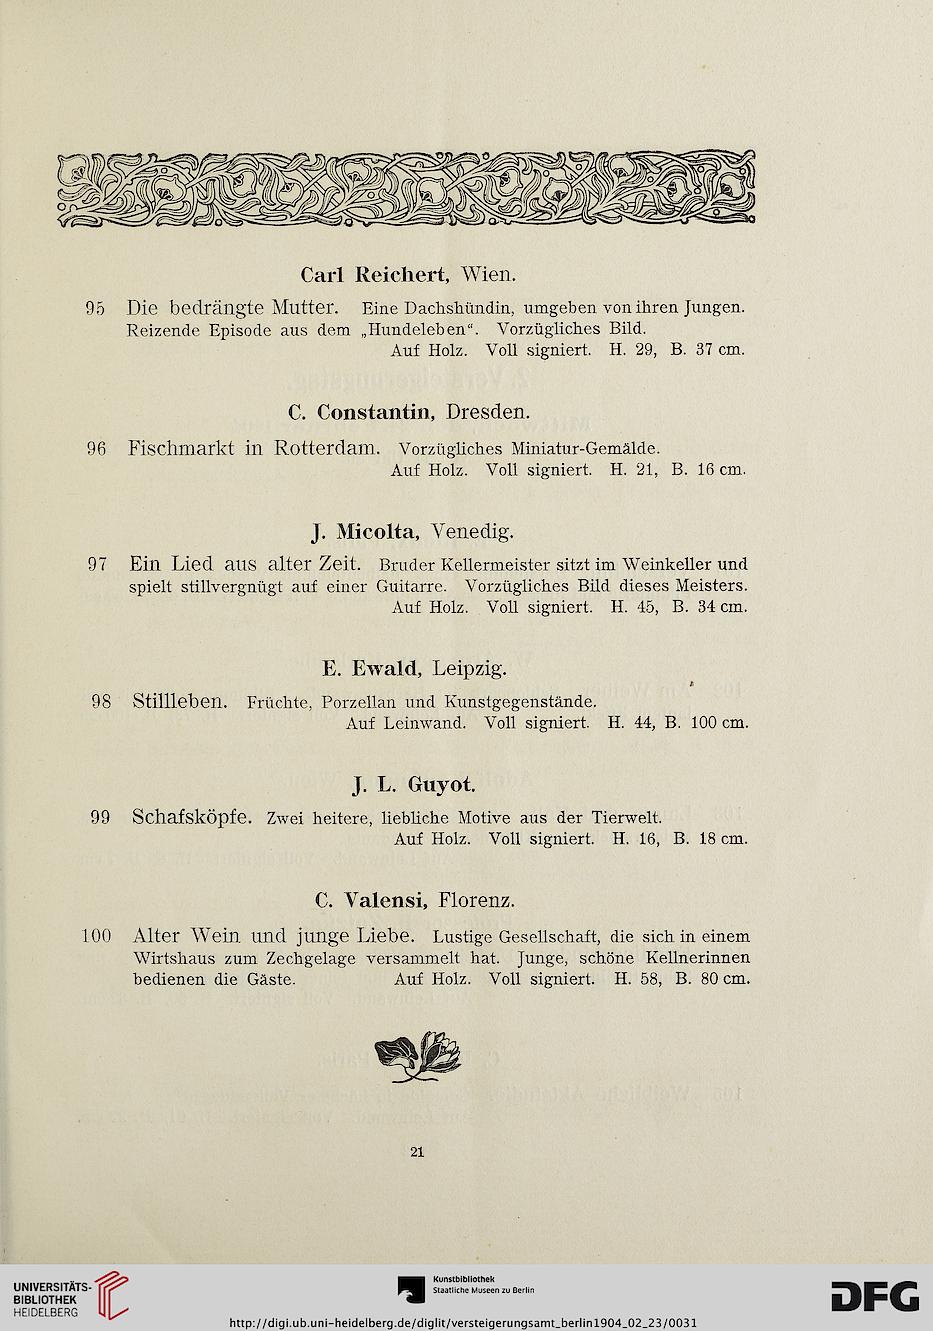 Carl Reichert, Wien.
95 Die bedrängte Mutter. Eine Dachshündin, umgeben von ihren Jungen.
Reizende Episode aus dem „Hundeleben“. Vorzügliches Bild.
Auf Holz. Voll signiert. H. 29, B. 37 cm.
C. Constantin, Dresden.
96 Fischmarkt in Rotterdam. Vorzügliches Miniatur-Gemälde.
Auf Holz. Voll signiert. H. 21, B. 16 cm.
J. Micolta, Venedig.
97 Ein Lied aus alter Zeit. Bruder Kellermeister sitzt im Weinkeller und
spielt stillvergnügt auf einer Guitarre. Vorzügliches Bild dieses Meisters.
Auf Holz. Voll signiert. H. 45, B. 34 cm.
E. Ewald, Leipzig.
98 Stillleben. Früchte, Porzellan und Kunstgegenstände.
Auf Leinwand. Voll signiert. H. 44, B. 100 cm.
J. L. Guyot.
99 Schafsköpfe. Zwei heitere, liebliche Motive aus der Tierwelt.
Auf Holz. Voll signiert. H. 16, B. 18 cm.
C. Valensi, Florenz.
100 Alter Wein und junge Liebe. Lustige Gesellschaft, die sich in einem
Wirtshaus zum Zechgelage versammelt hat. Junge, schöne Kellnerinnen
bedienen die Gäste. Auf Holz. Voll signiert. H. 58, B. 80 cm.
21
UNIVERSITÄTS-
BIBLIOTHEK
HEIDELBERG
Kunstbibliothek
Staatliche Museen zu Berlin
DFG
http://digi.ub.uni-heidelberg.de/diglit/versteigerungsamt_berlin1904_02_23/0031